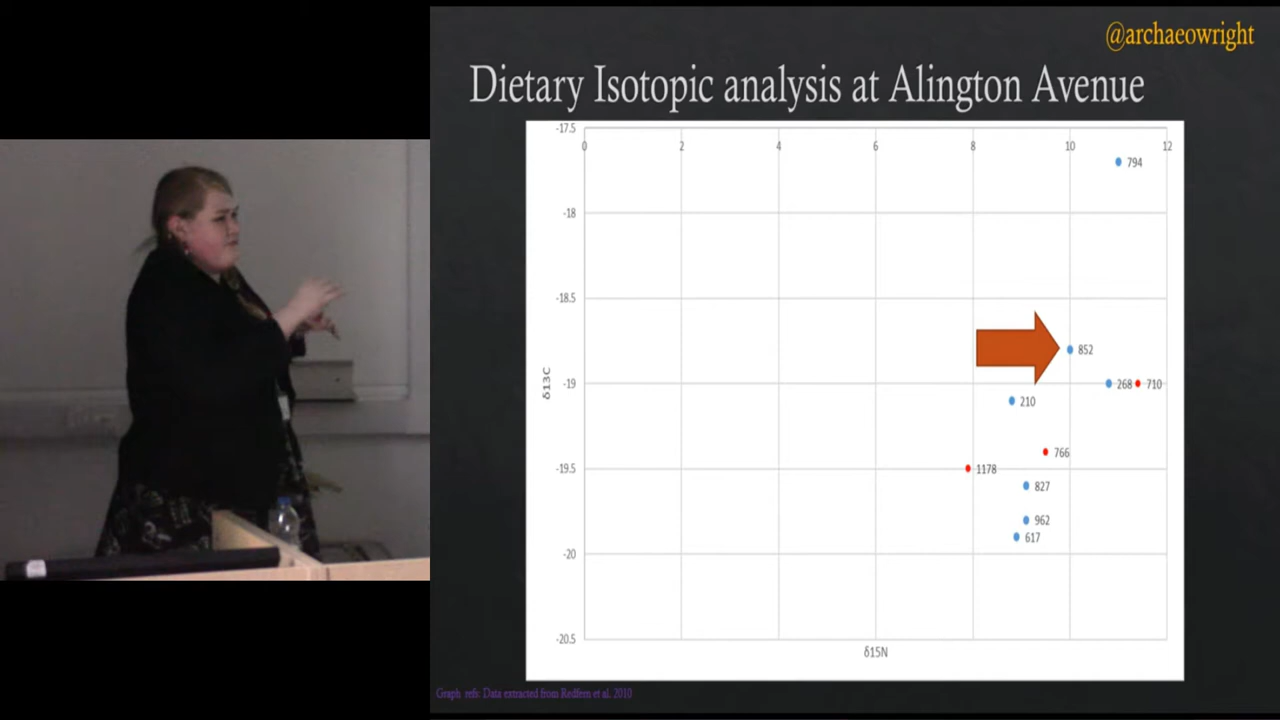 @archaeowright
Dietary Isotopic analysis at Alington Avenue
-17.5
0 2 4 6 8 10 12
794
-18
-18.5
852
-19
268 710
210
766
-19.5
1178
827
962
617
-20
-20.5
δ13C
δ15N
Graph refs: Data extracted from Redfern et al. 2010